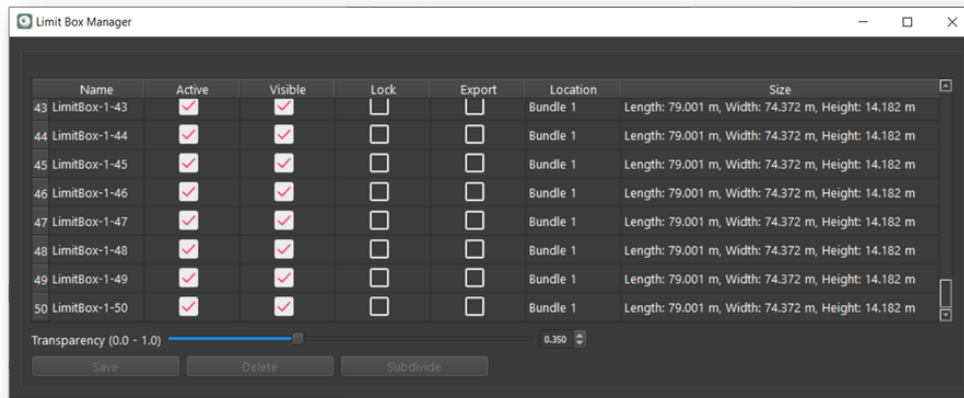 Limit Box Manager
Name Active Visible Lock Export Location Size
43 LimitBox-1-43 Bundle 1 Length: 79.001 m, Width: 74.372 m, Height: 14.182 m
44 LimitBox-1-44 Bundle 1 Length: 79.001 m, Width: 74.372 m, Height: 14.182 m
45 LimitBox-1-45 Bundle 1 Length: 79.001 m, Width: 74.372 m, Height: 14.182 m
46 LimitBox-1-46 Bundle 1 Length: 79.001 m, Width: 74.372 m, Height: 14.182 m
47 LimitBox-1-47 Bundle 1 Length: 79.001 m, Width: 74.372 m, Height: 14.182 m
48 LimitBox-1-48 Bundle 1 Length: 79.001 m, Width: 74.372 m, Height: 14.182 m
49 LimitBox-1-49 Bundle 1 Length: 79.001 m, Width: 74.372 m, Height: 14.182 m
50 LimitBox-1-50 Bundle 1 Length: 79.001 m, Width: 74.372 m, Height: 14.182 m
Transparency (0.0 - 1.0) 0.350
Save Delete Subdivide